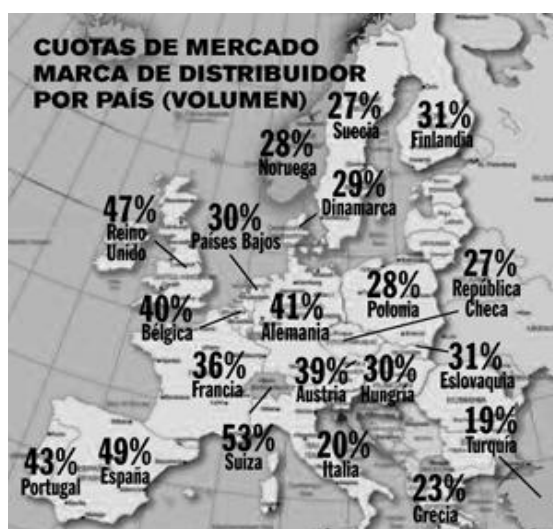 CUOTAS DE MERCADO
MARCA DE DISTRIBUIDOR
POR PAÍS (VOLUMEN)
27%
Suecia
31%
Finlandia
28%
Noruega
29%
Dinamarca
47%
Reino
Unido
30%
Países Bajos
27%
República
Checa
28%
Polonia
40%
Bélgica
41%
Alemania
36%
Francia
39%
Austria
30%
Hungria
31%
Eslovaquia
19%
Turquía
53%
Suiza
20%
Italia
43%
Portugal
49%
España
23%
Grecia